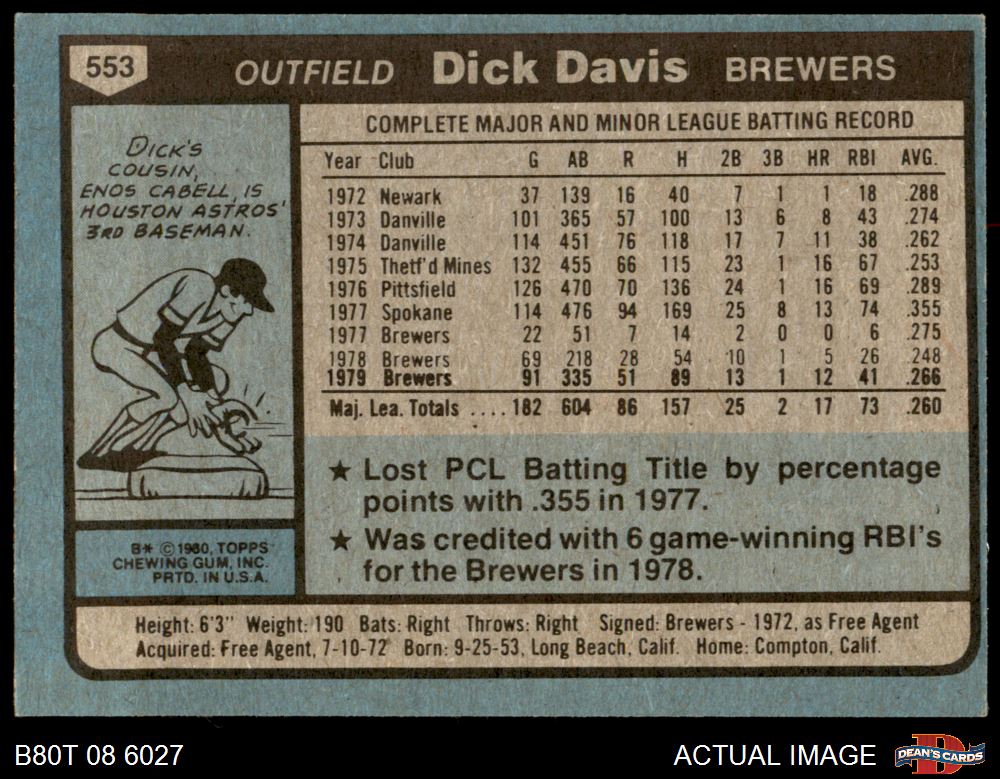 553 OUTFIELD Dick Davis BREWERS
DICK'S
COUSIN,
ENOS CABELL, IS
HOUSTON ASTROS'
3RD BASEMAN.
B* © 1980, TOPPS
CHEWING GUM, INC.
PRTD. IN U.S.A.
COMPLETE MAJOR AND MINOR LEAGUE BATTING RECORD
Year Club G AB R H 2B 3B HR RBI AVG.
1972 Newark 37 139 16 40 7 1 1 18 .288
1973 Danville 101 365 57 100 13 6 8 43 .274
1974 Danville 114 451 76 118 17 7 11 38 .262
1975 Thetf'd Mines 132 455 66 115 23 1 16 67 .253
1976 Pittsfield 126 470 70 136 24 1 16 69 .289
1977 Spokane 114 476 94 169 25 8 13 74 .355
1977 Brewers 22 51 7 14 2 0 0 6 .275
1978 Brewers 69 218 28 54 10 1 5 26 .248
1979 Brewers 91 335 51 89 13 1 12 41 .266
Maj. Lea. Totals .... 182 604 86 157 25 2 17 73 .260
★ Lost PCL Batting Title by percentage
points with .355 in 1977.
★ Was credited with 6 game-winning RBI's
for the Brewers in 1978.
Height: 6'3" Weight: 190 Bats: Right Throws: Right Signed: Brewers - 1972, as Free Agent
Acquired: Free Agent, 7-10-72 Born: 9-25-53, Long Beach, Calif. Home: Compton, Calif.
B80T 08 6027 ACTUAL IMAGE DEAN'S CARDS